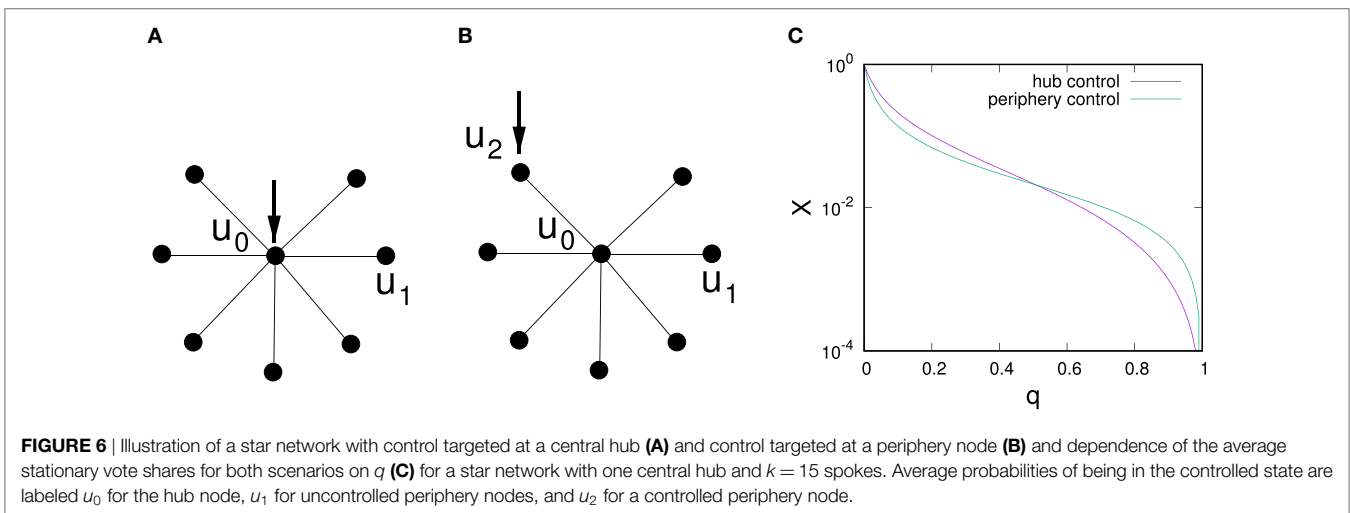 A
B
C
u0
u1
u2
u0
u1
10^0
10^-2
10^-4
X
hub control
periphery control
0
0.2
0.4
0.6
0.8
1
q
FIGURE 6 | Illustration of a star network with control targeted at a central hub (A) and control targeted at a periphery node (B) and dependence of the average
stationary vote shares for both scenarios on q (C) for a star network with one central hub and k = 15 spokes. Average probabilities of being in the controlled state are
labeled u0 for the hub node, u1 for uncontrolled periphery nodes, and u2 for a controlled periphery node.